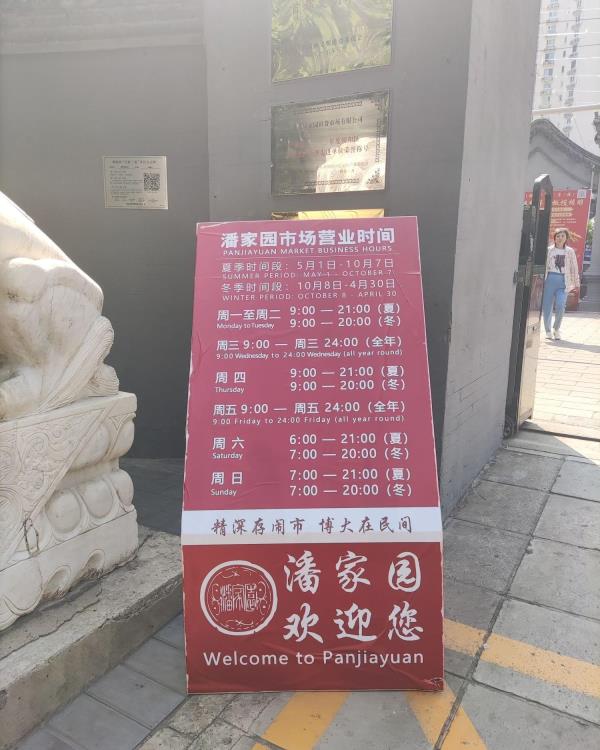 潘家园市场营业时间
PANJIAYUAN MARKET BUSINESS HOURS
夏季时间段：5月1日-10月7日
SUMMER PERIOD: MAY 1 - OCTOBER 7
冬季时间段：10月8日-4月30日
WINTER PERIOD: OCTOBER 8 - APRIL 30
周一至周二 9:00 — 21:00（夏）
Monday to Tuesday 9:00 — 20:00（冬）
周三 9:00 — 周三 24:00（全年）
9:00 Wednesday to 24:00 Wednesday (all year round)
周四 9:00 — 21:00（夏）
Thursday 9:00 — 20:00（冬）
周五 9:00 — 周五 24:00（全年）
9:00 Friday to 24:00 Friday (all year round)
周六 6:00 — 21:00（夏）
Saturday 7:00 — 20:00（冬）
周日 7:00 — 21:00（夏）
Sunday 7:00 — 20:00（冬）
精深存闹市 博大在民间
潘家园
欢迎您
Welcome to Panjiayuan